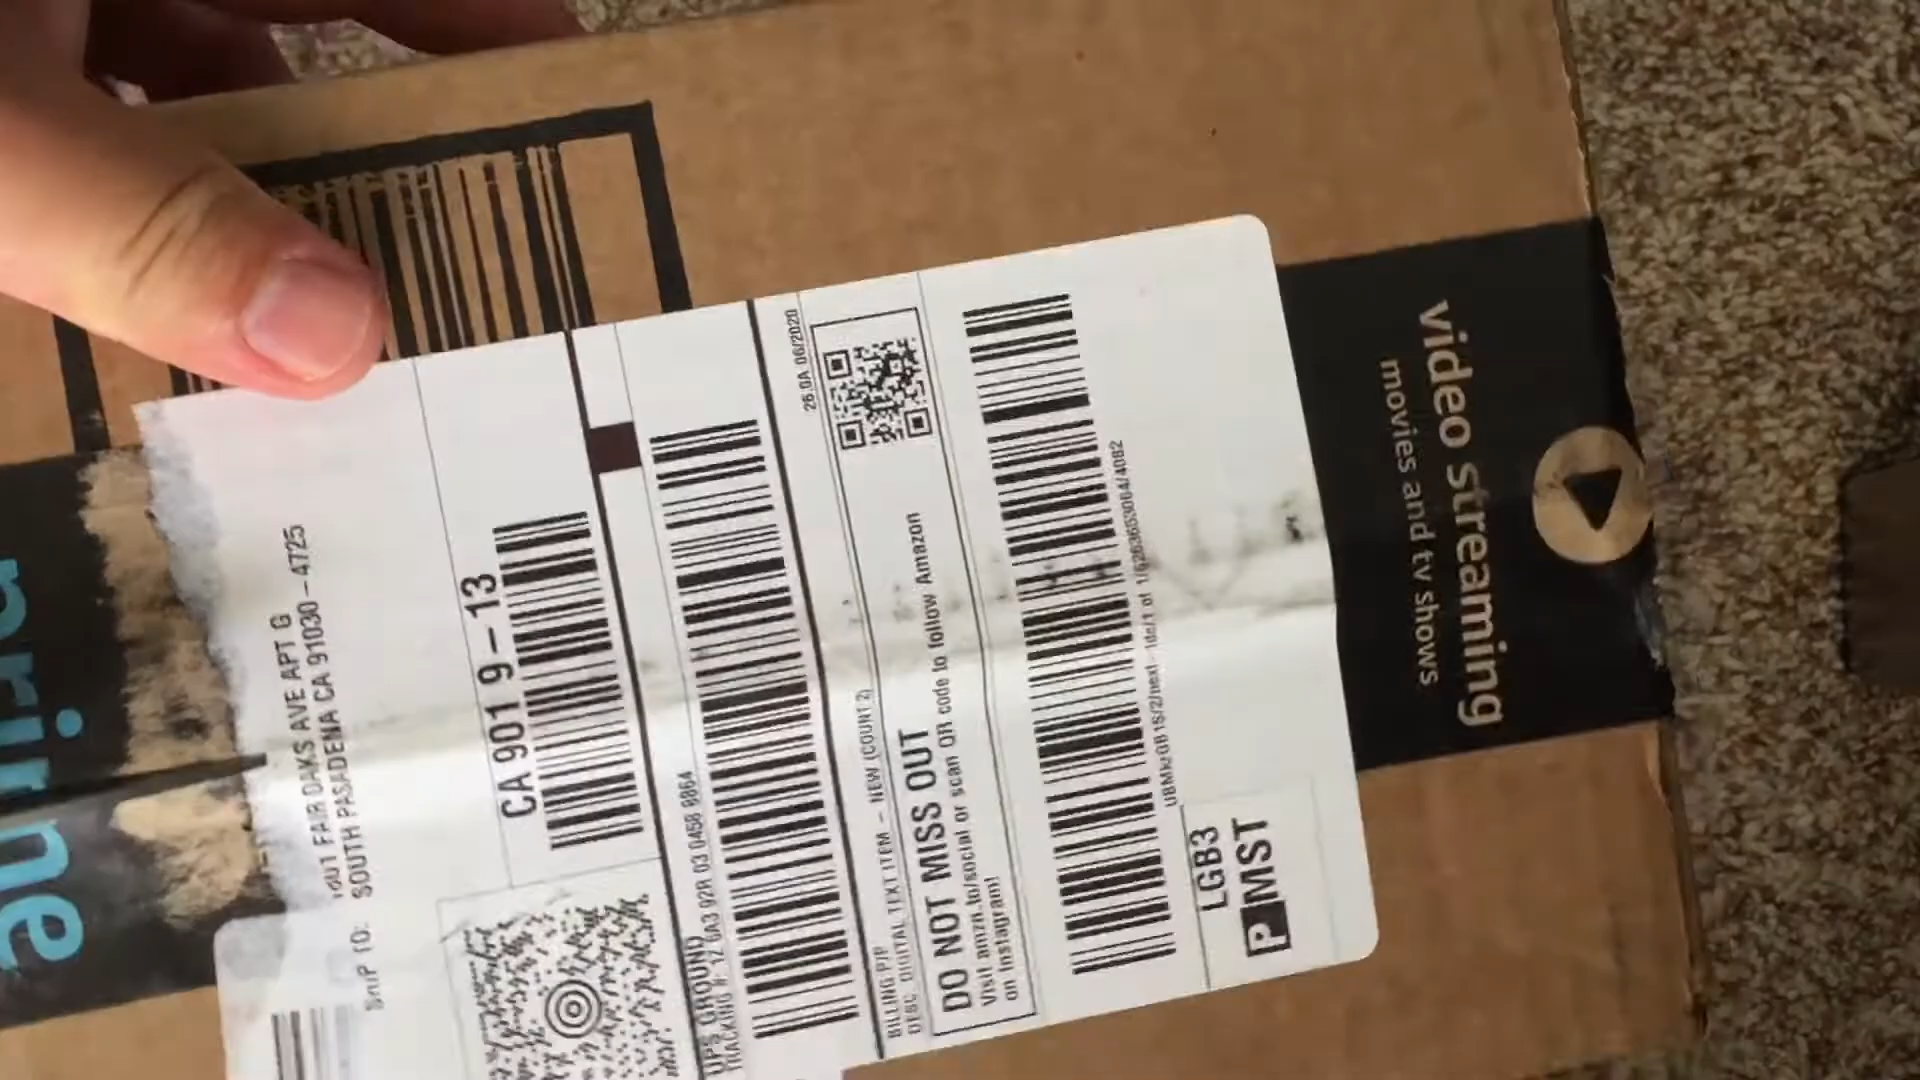 SHIP TO:
1801 FAIR OAKS AVE APT G
SOUTH PASADENA CA 91030-4725
CA 901 9-13
UPS GROUND
TRACKING #: 1Z 6A3 92R 03 0458 8864
BILLING P/P
DESC: DIGITAL TEXT ITEM - NEW (COUNT 2)
26.0A 06/2020
DO NOT MISS OUT
Visit amzn.to/social or scan QR code to follow Amazon
on Instagram!
LGB3
P MST
video streaming
movies and tv shows
prime